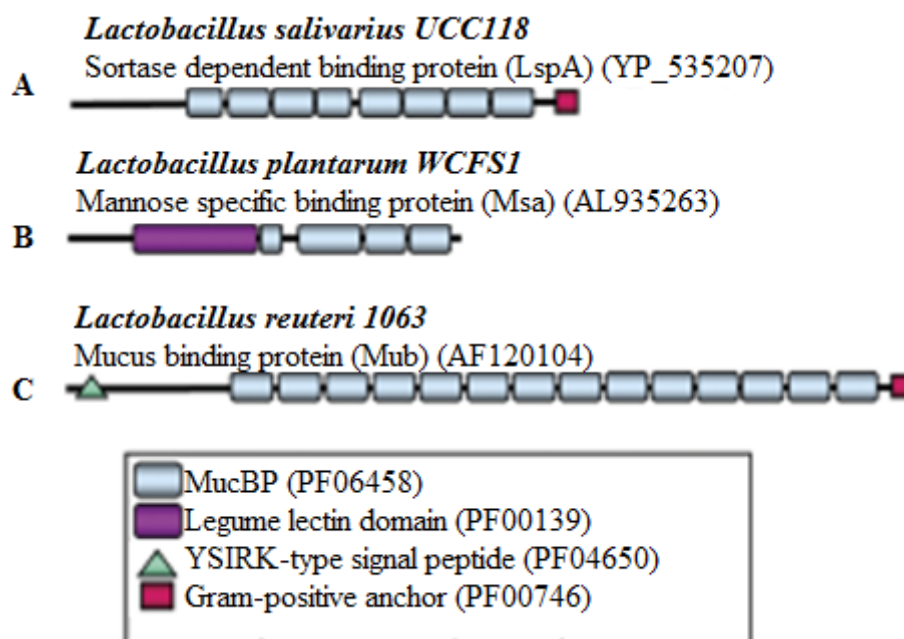 Lactobacillus salivarius UCC118
Sortase dependent binding protein (LspA) (YP_535207)
A
Lactobacillus plantarum WCFS1
Mannose specific binding protein (Msa) (AL935263)
B
Lactobacillus reuteri 1063
Mucus binding protein (Mub) (AF120104)
C
MucBP (PF06458)
Legume lectin domain (PF00139)
YSIRK-type signal peptide (PF04650)
Gram-positive anchor (PF00746)